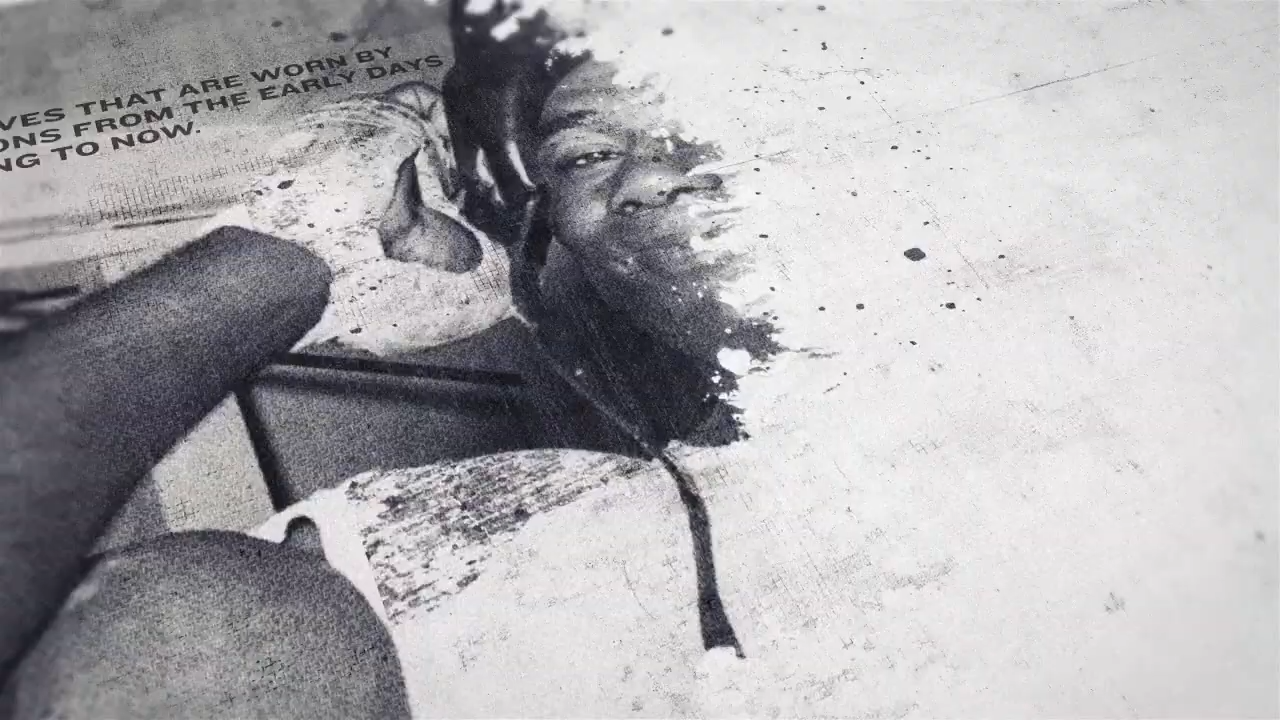 VES THAT ARE WORN BY
ONS FROM THE EARLY DAYS
NG TO NOW.